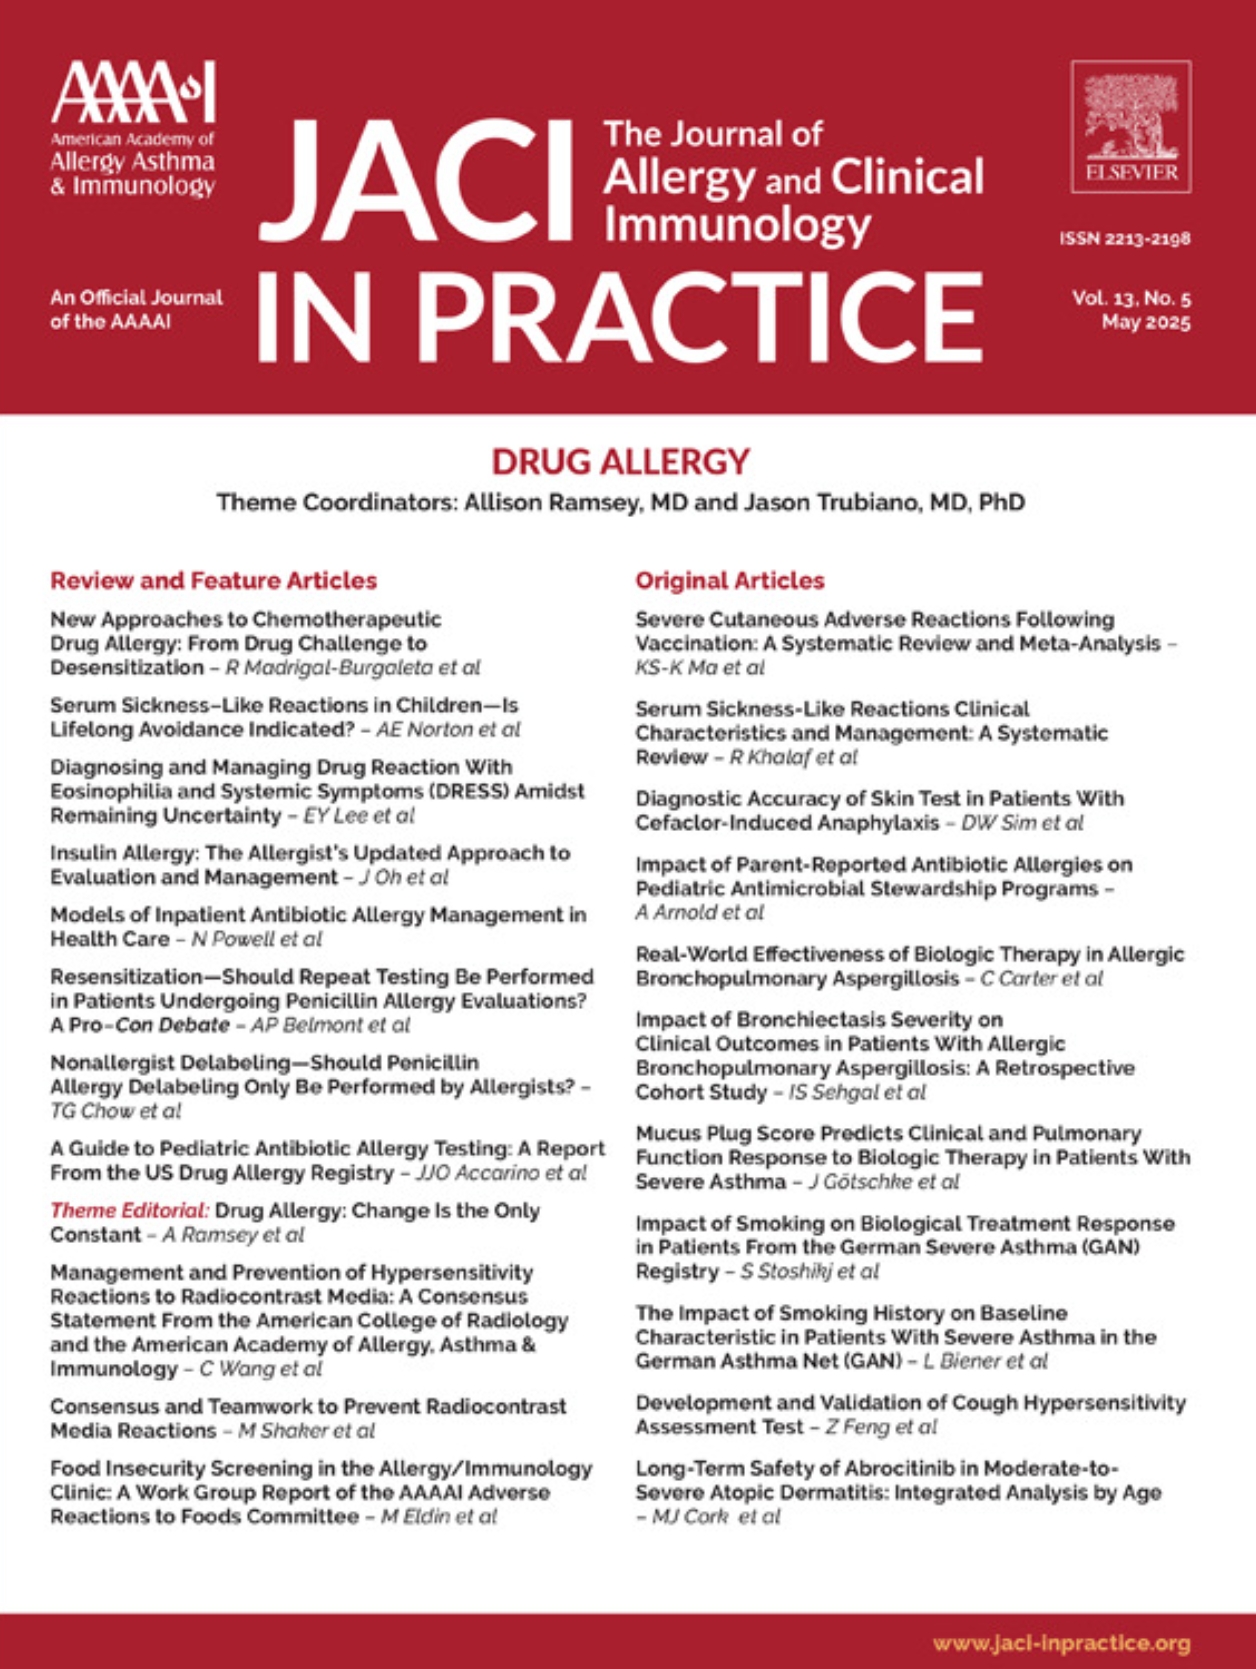 AAAAI
American Academy of
Allergy Asthma
& Immunology
An Official Journal
of the AAAAI
JACI
The Journal of
Allergy and Clinical
Immunology
IN PRACTICE
ELSEVIER
ISSN 2213-2198
Vol. 13, No. 5
May 2025
DRUG ALLERGY
Theme Coordinators: Allison Ramsey, MD and Jason Trubiano, MD, PhD
Review and Feature Articles
New Approaches to Chemotherapeutic
Drug Allergy: From Drug Challenge to
Desensitization – R Madrigal-Burgaleta et al
Serum Sickness–Like Reactions in Children—Is
Lifelong Avoidance Indicated? – AE Norton et al
Diagnosing and Managing Drug Reaction With
Eosinophilia and Systemic Symptoms (DRESS) Amidst
Remaining Uncertainty – EY Lee et al
Insulin Allergy: The Allergist's Updated Approach to
Evaluation and Management – J Oh et al
Models of Inpatient Antibiotic Allergy Management in
Health Care – N Powell et al
Resensitization—Should Repeat Testing Be Performed
in Patients Undergoing Penicillin Allergy Evaluations?
A Pro–Con Debate – AP Belmont et al
Nonallergist Delabeling—Should Penicillin
Allergy Delabeling Only Be Performed by Allergists? –
TG Chow et al
A Guide to Pediatric Antibiotic Allergy Testing: A Report
From the US Drug Allergy Registry – JJO Accarino et al
Theme Editorial: Drug Allergy: Change Is the Only
Constant – A Ramsey et al
Management and Prevention of Hypersensitivity
Reactions to Radiocontrast Media: A Consensus
Statement From the American College of Radiology
and the American Academy of Allergy, Asthma &
Immunology – C Wang et al
Consensus and Teamwork to Prevent Radiocontrast
Media Reactions – M Shaker et al
Food Insecurity Screening in the Allergy/Immunology
Clinic: A Work Group Report of the AAAAI Adverse
Reactions to Foods Committee – M Eldin et al
Original Articles
Severe Cutaneous Adverse Reactions Following
Vaccination: A Systematic Review and Meta-Analysis –
KS-K Ma et al
Serum Sickness-Like Reactions Clinical
Characteristics and Management: A Systematic
Review – R Khalaf et al
Diagnostic Accuracy of Skin Test in Patients With
Cefaclor-Induced Anaphylaxis – DW Sim et al
Impact of Parent-Reported Antibiotic Allergies on
Pediatric Antimicrobial Stewardship Programs –
A Arnold et al
Real-World Effectiveness of Biologic Therapy in Allergic
Bronchopulmonary Aspergillosis – C Carter et al
Impact of Bronchiectasis Severity on
Clinical Outcomes in Patients With Allergic
Bronchopulmonary Aspergillosis: A Retrospective
Cohort Study – IS Sehgal et al
Mucus Plug Score Predicts Clinical and Pulmonary
Function Response to Biologic Therapy in Patients With
Severe Asthma – J Götschke et al
Impact of Smoking on Biological Treatment Response
in Patients From the German Severe Asthma (GAN)
Registry – S Stoshikj et al
The Impact of Smoking History on Baseline
Characteristic in Patients With Severe Asthma in the
German Asthma Net (GAN) – L Biener et al
Development and Validation of Cough Hypersensitivity
Assessment Test – Z Feng et al
Long-Term Safety of Abrocitinib in Moderate-to-
Severe Atopic Dermatitis: Integrated Analysis by Age
– MJ Cork et al
www.jaci-inpractice.org